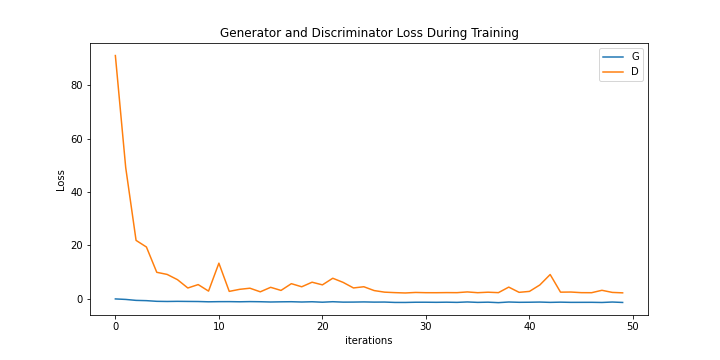 Generator and Discriminator Loss During Training
G
D
80
60
40
20
0
Loss
0 10 20 30 40 50
iterations